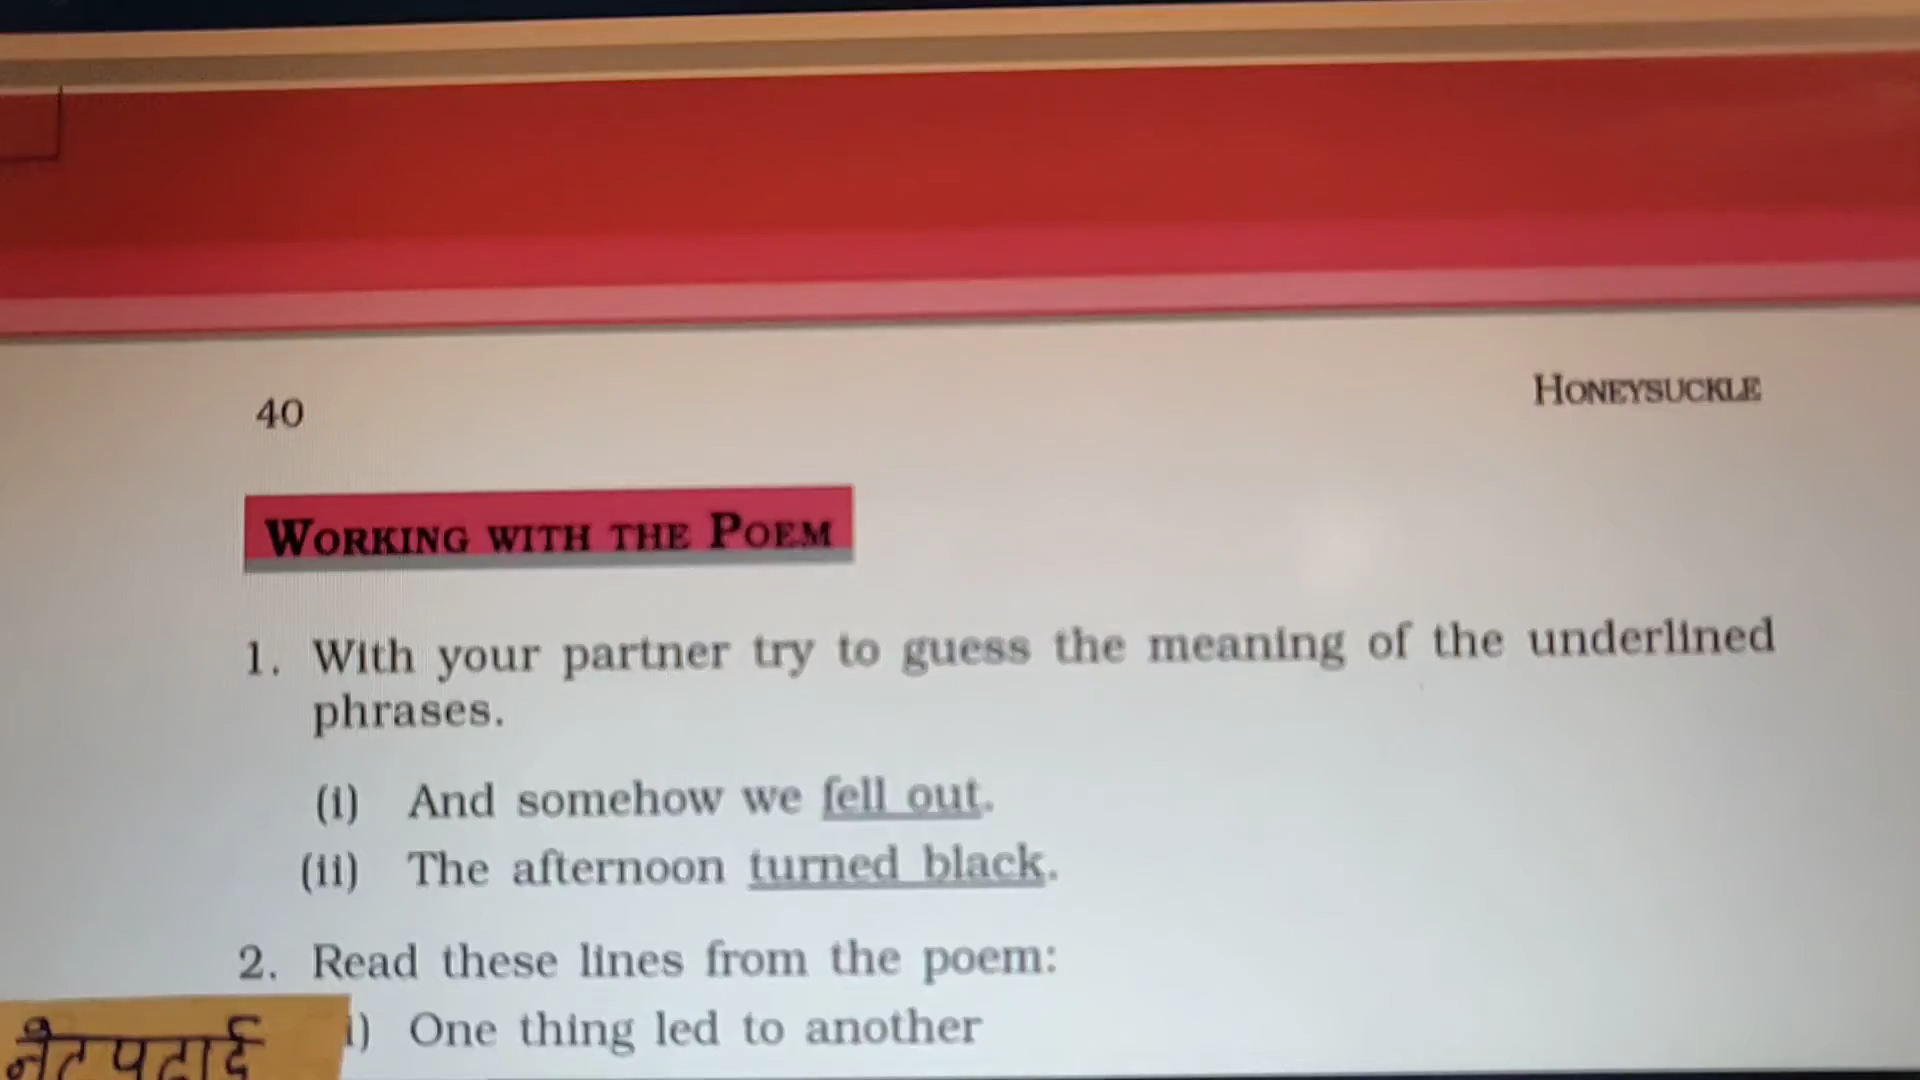 40
HONEYSUCKLE
WORKING WITH THE POEM
1. With your partner try to guess the meaning of the underlined
phrases.
(i) And somehow we fell out.
(ii) The afternoon turned black.
2. Read these lines from the poem:
i) One thing led to another
नैट पढाई